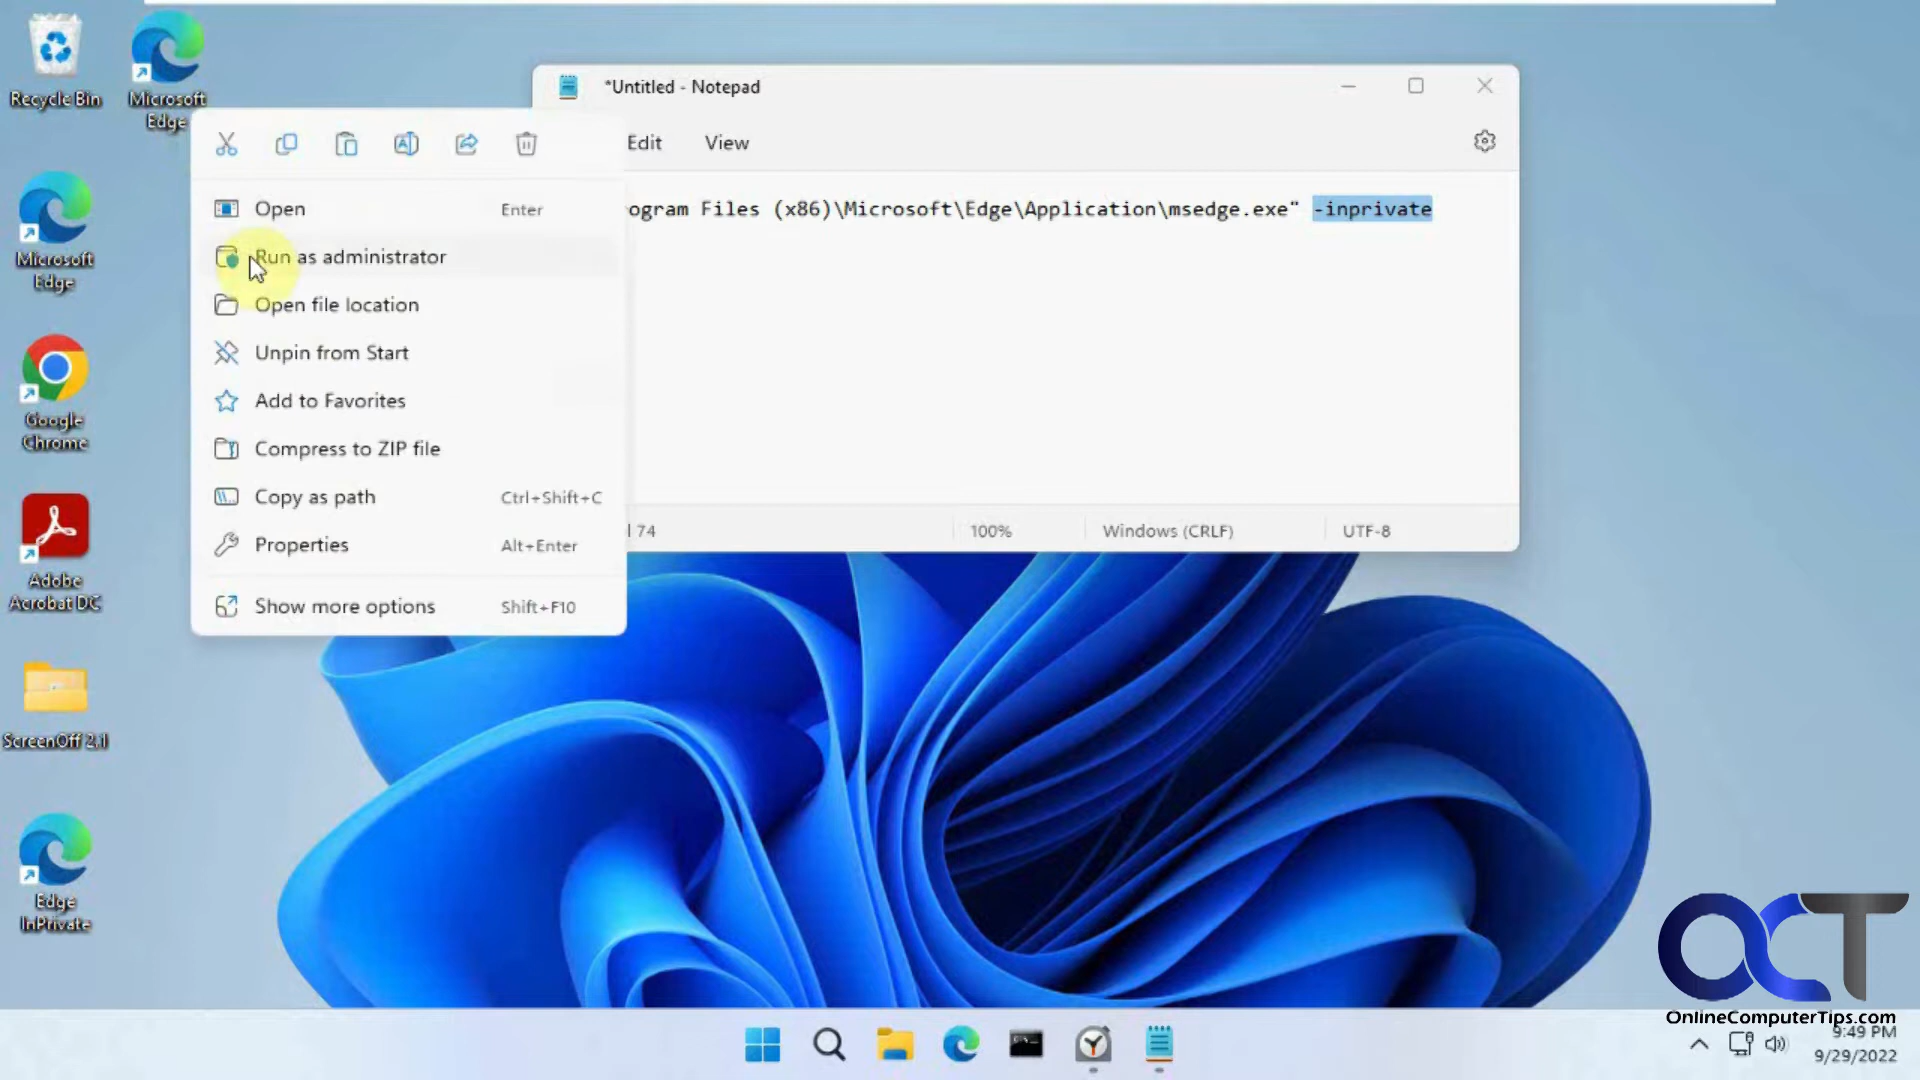 Recycle Bin
Microsoft
Edge
Microsoft
Edge
Google
Chrome
Adobe
Acrobat DC
ScreenOff 2.1
Edge
InPrivate
*Untitled - Notepad
Edit
View
ogram Files (x86)\Microsoft\Edge\Application\msedge.exe" -inprivate
Open
Enter
Run as administrator
Open file location
Unpin from Start
Add to Favorites
Compress to ZIP file
Copy as path
Ctrl+Shift+C
Properties
Alt+Enter
Show more options
Shift+F10
l 74
100%
Windows (CRLF)
UTF-8
OCT
OnlineComputerTips.com
9:49 PM
9/29/2022